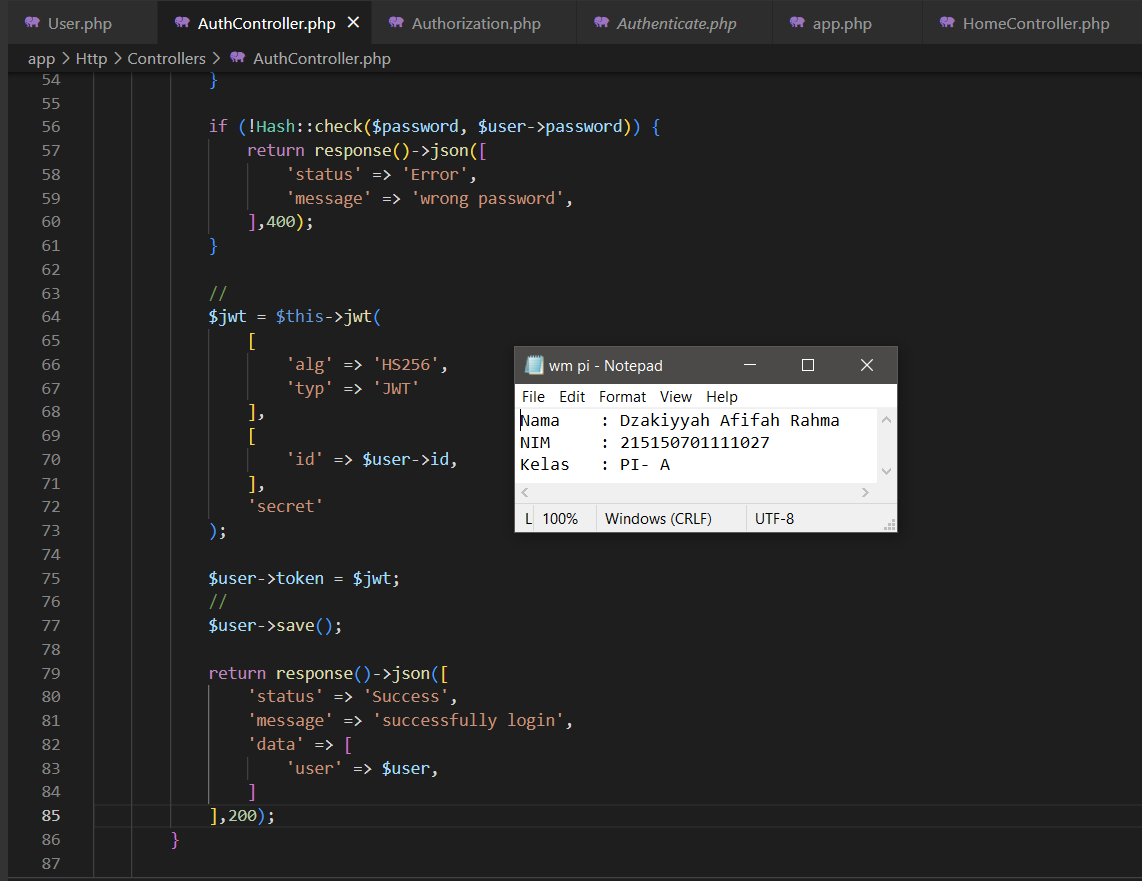 User.php AuthController.php Authorization.php Authenticate.php app.php HomeController.php
app > Http > Controllers > AuthController.php
54 }
55
56 if (!Hash::check($password, $user->password)) {
57 return response()->json([
58 'status' => 'Error',
59 'message' => 'wrong password',
60 ],400);
61 }
62
63 //
64 $jwt = $this->jwt(
65 [
66 'alg' => 'HS256',
67 'typ' => 'JWT'
68 ],
69 [
70 'id' => $user->id,
71 ],
72 'secret'
73 );
74
75 $user->token = $jwt;
76 //
77 $user->save();
78
79 return response()->json([
80 'status' => 'Success',
81 'message' => 'successfully login',
82 'data' => [
83 'user' => $user,
84 ]
85 ],200);
86 }
87
wm pi - Notepad
File Edit Format View Help
Nama : Dzakiyyah Afifah Rahma
NIM : 215150701111027
Kelas : PI- A
L 100% Windows (CRLF) UTF-8